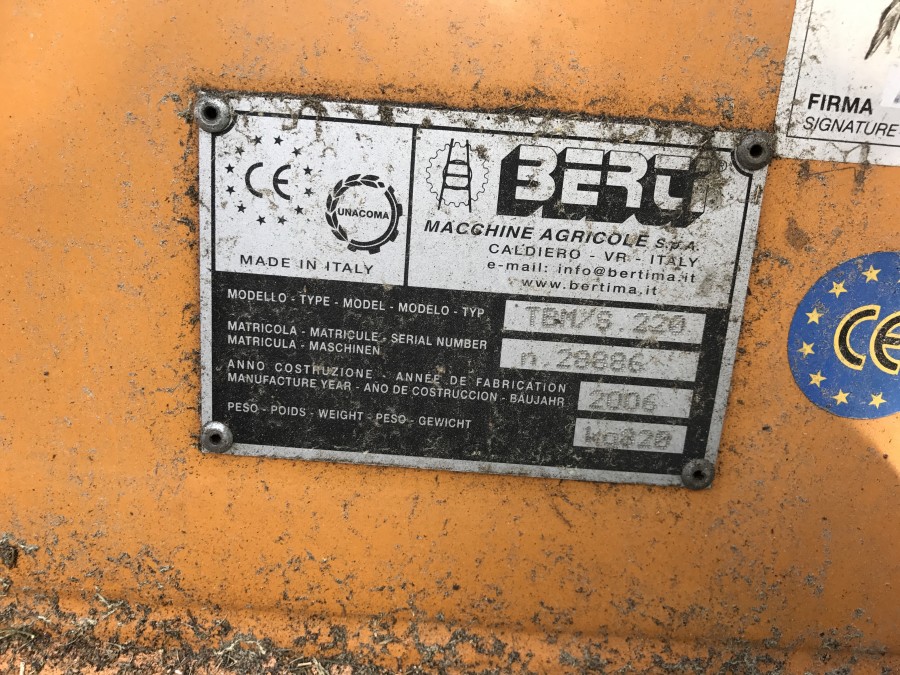 FIRMA
SIGNATURE
CE
UNACOMA
MADE IN ITALY
BERTI
MACCHINE AGRICOLE S.p.A.
CALDIERO - VR - ITALY
e-mail: info@bertima.it
www.bertima.it
MODELLO - TYPE - MODEL - MODELO - TYP
TBM/S 220
MATRICOLA - MATRICULE - SERIAL NUMBER
MATRICULA - MASCHINEN
n.28886
ANNO COSTRUZIONE - ANNÉE DE FABRICATION
MANUFACTURE YEAR - ANO DE COSTRUCCION - BAUJAHR
2006
PESO - POIDS - WEIGHT - PESO - GEWICHT
Kg820
CE